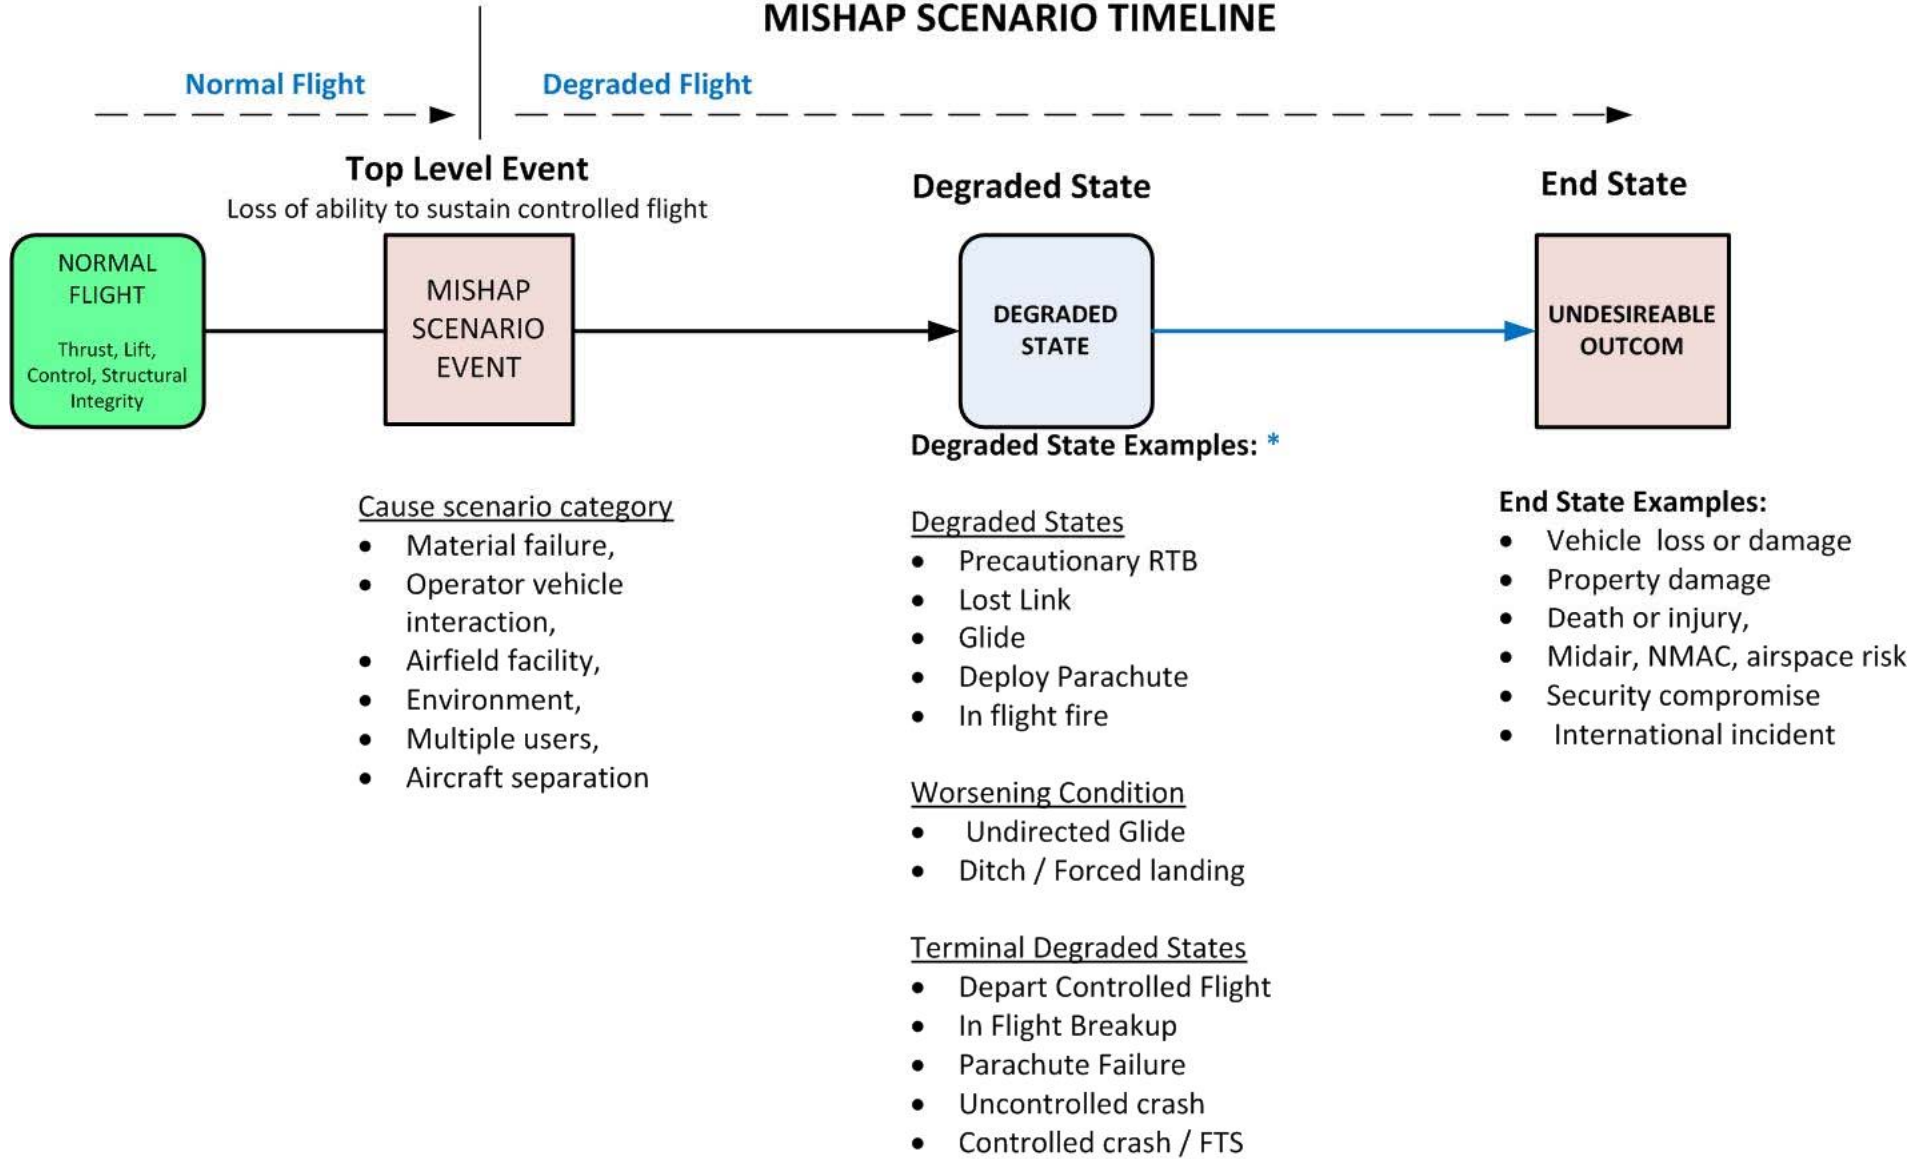 MISHAP SCENARIO TIMELINE
Normal Flight
Degraded Flight
Top Level Event
Loss of ability to sustain controlled flight
Degraded State
End State
NORMAL
FLIGHT
Thrust, Lift,
Control, Structural
Integrity
MISHAP
SCENARIO
EVENT
DEGRADED
STATE
UNDESIREABLE
OUTCOM
Cause scenario category
• Material failure,
• Operator vehicle
interaction,
• Airfield facility,
• Environment,
• Multiple users,
• Aircraft separation
Degraded State Examples: *
Degraded States
• Precautionary RTB
• Lost Link
• Glide
• Deploy Parachute
• In flight fire
Worsening Condition
• Undirected Glide
• Ditch / Forced landing
Terminal Degraded States
• Depart Controlled Flight
• In Flight Breakup
• Parachute Failure
• Uncontrolled crash
• Controlled crash / FTS
End State Examples:
• Vehicle loss or damage
• Property damage
• Death or injury,
• Midair, NMAC, airspace risk
• Security compromise
• International incident